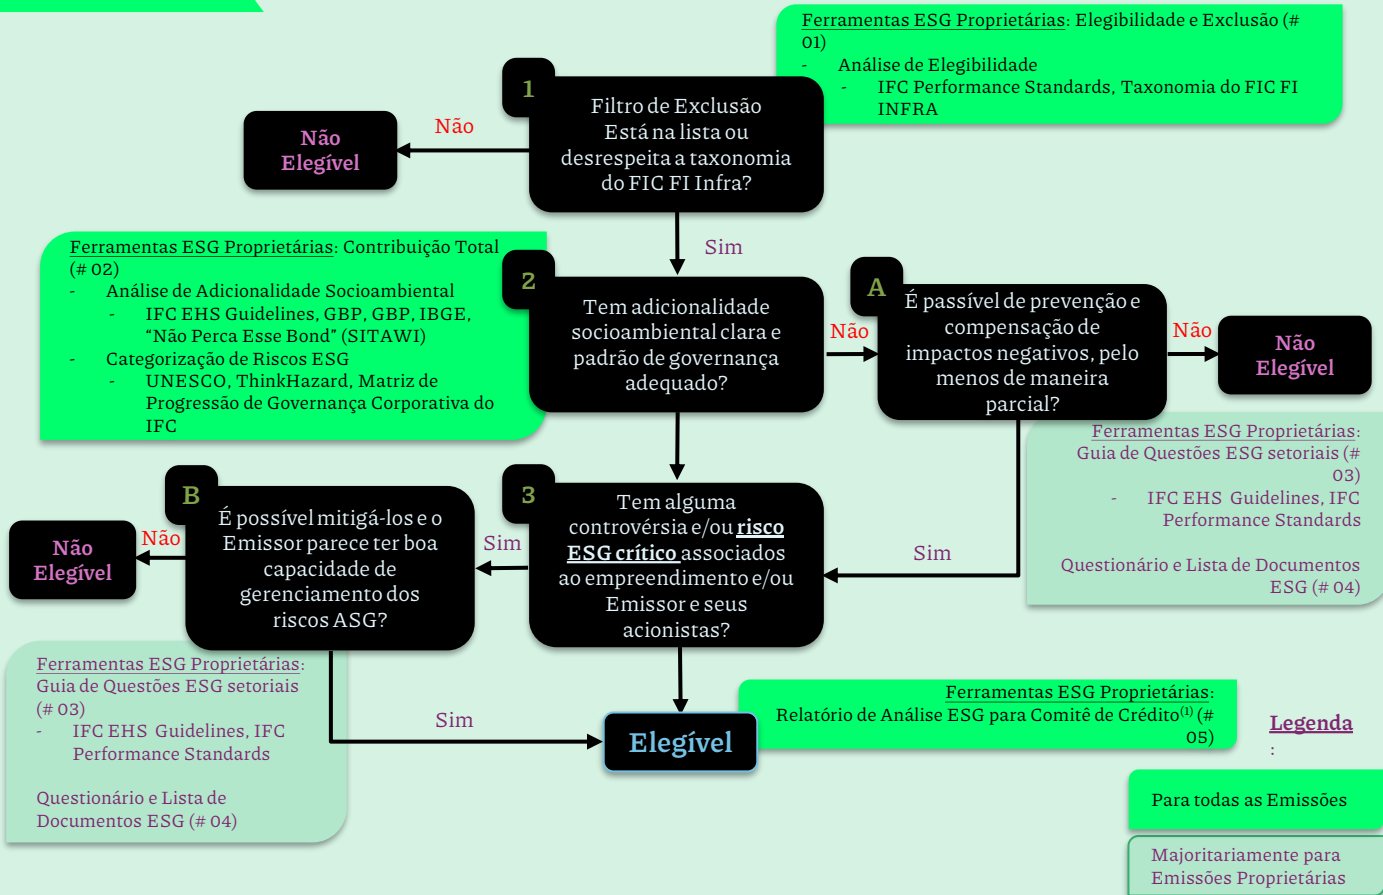 Ferramentas ESG Proprietárias: Elegibilidade e Exclusão (#
01)
- Análise de Elegibilidade
- IFC Performance Standards, Taxonomia do FIC FI
INFRA
1
Filtro de Exclusão
Está na lista ou
desrespeita a taxonomia
do FIC FI Infra?
Não
Não
Elegível
Sim
Ferramentas ESG Proprietárias: Contribuição Total
(# 02)
- Análise de Adicionalidade Socioambiental
- IFC EHS Guidelines, GBP, GBP, IBGE,
“Não Perca Esse Bond” (SITAWI)
- Categorização de Riscos ESG
- UNESCO, ThinkHazard, Matriz de
Progressão de Governança Corporativa do
IFC
2
Tem adicionalidade
socioambiental clara e
padrão de governança
adequado?
Não
A
É passível de prevenção e
compensação de
impactos negativos, pelo
menos de maneira
parcial?
Não
Não
Elegível
Ferramentas ESG Proprietárias:
Guia de Questões ESG setoriais (#
03)
- IFC EHS Guidelines, IFC
Performance Standards
Questionário e Lista de Documentos
ESG (# 04)
Sim
3
Tem alguma
controvérsia e/ou risco
ESG crítico associados
ao empreendimento e/ou
Emissor e seus
acionistas?
Sim
B
É possível mitigá-los e o
Emissor parece ter boa
capacidade de
gerenciamento dos
riscos ASG?
Não
Não
Elegível
Ferramentas ESG Proprietárias:
Guia de Questões ESG setoriais
(# 03)
- IFC EHS Guidelines, IFC
Performance Standards
Questionário e Lista de
Documentos ESG (# 04)
Sim
Elegível
Ferramentas ESG Proprietárias:
Relatório de Análise ESG para Comitê de Crédito(1) (#
05)
Legenda
:
Para todas as Emissões
Majoritariamente para
Emissões Proprietárias